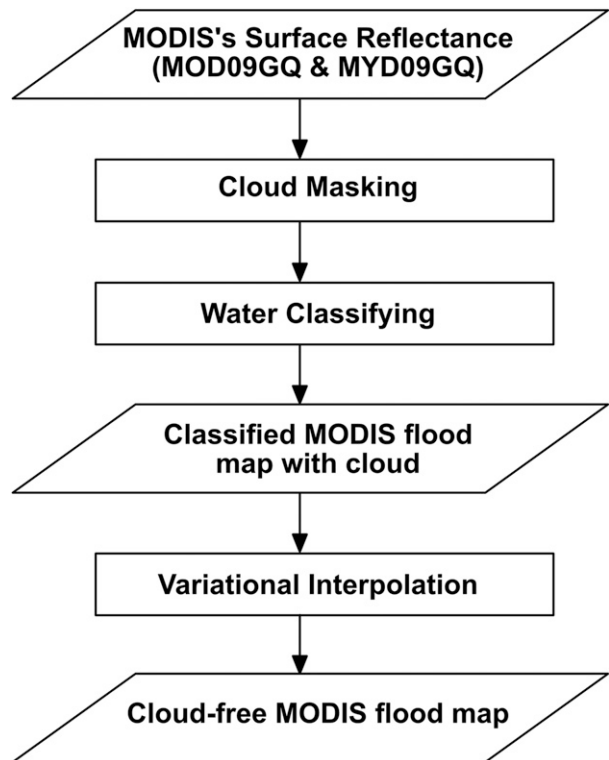 MODIS's Surface Reflectance
(MOD09GQ & MYD09GQ)
Cloud Masking
Water Classifying
Classified MODIS flood
map with cloud
Variational Interpolation
Cloud-free MODIS flood map